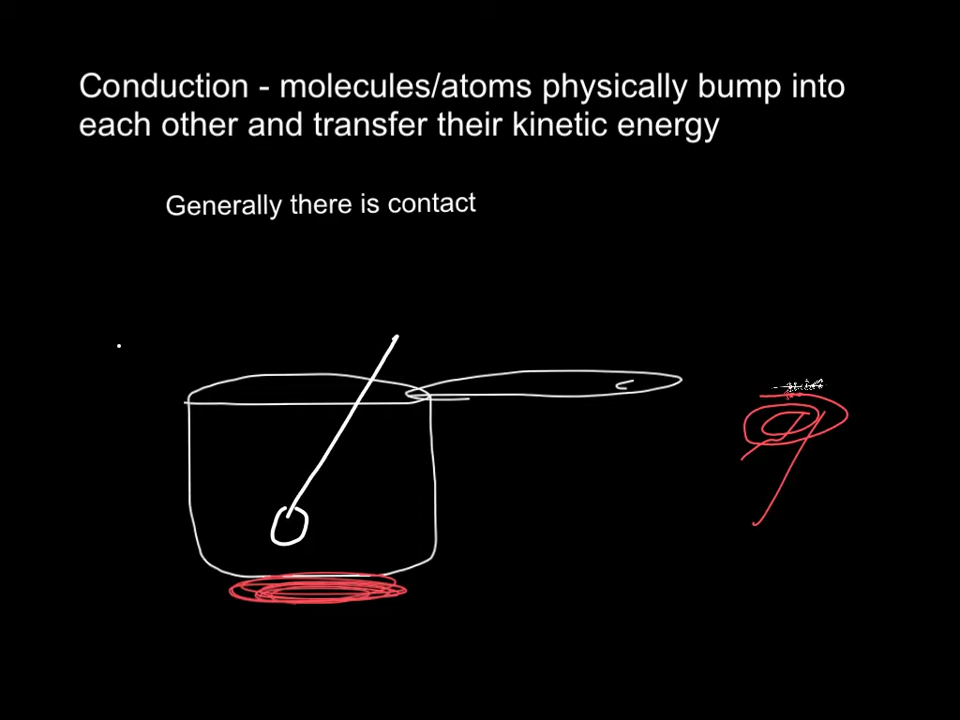 Conduction - molecules/atoms physically bump into
each other and transfer their kinetic energy
Generally there is contact